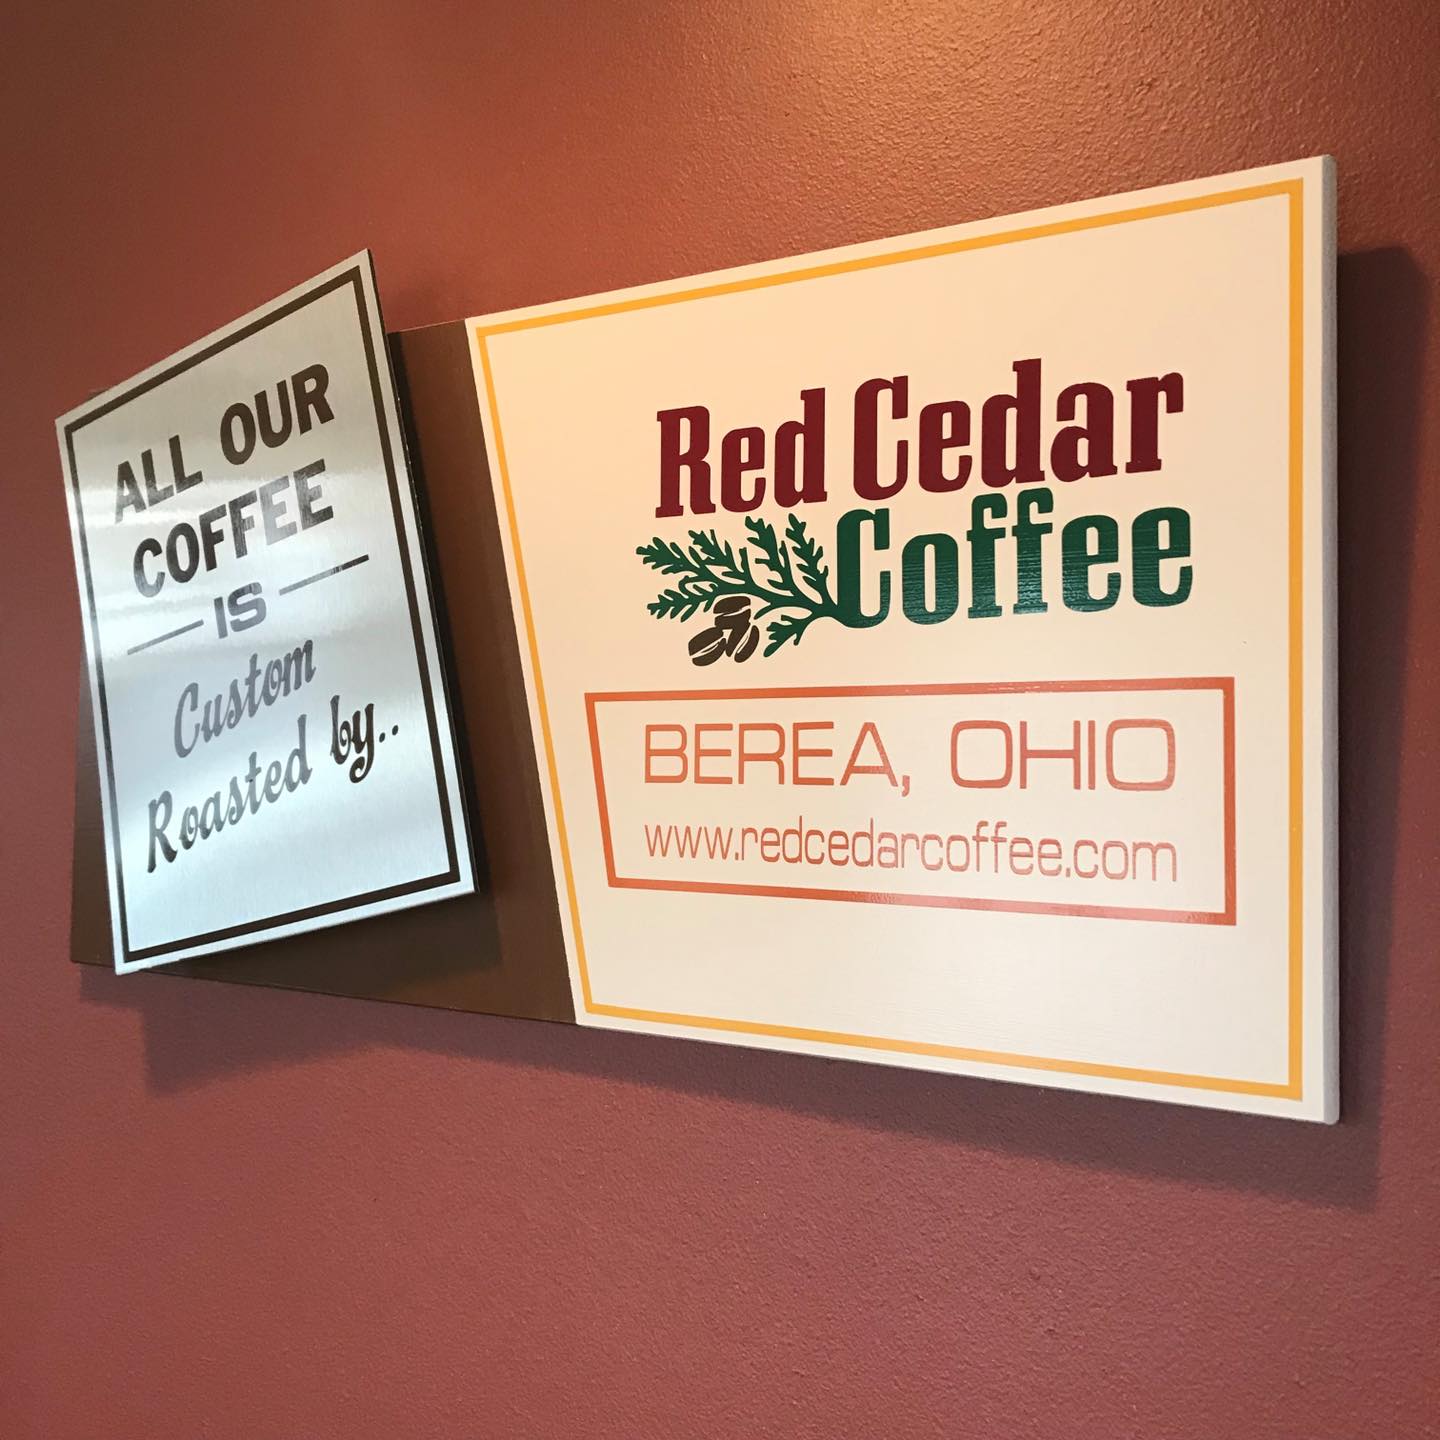 ALL OUR
COFFEE
IS
Custom
Roasted by..
Red Cedar
Coffee
BEREA, OHIO
www.redcedarcoffee.com